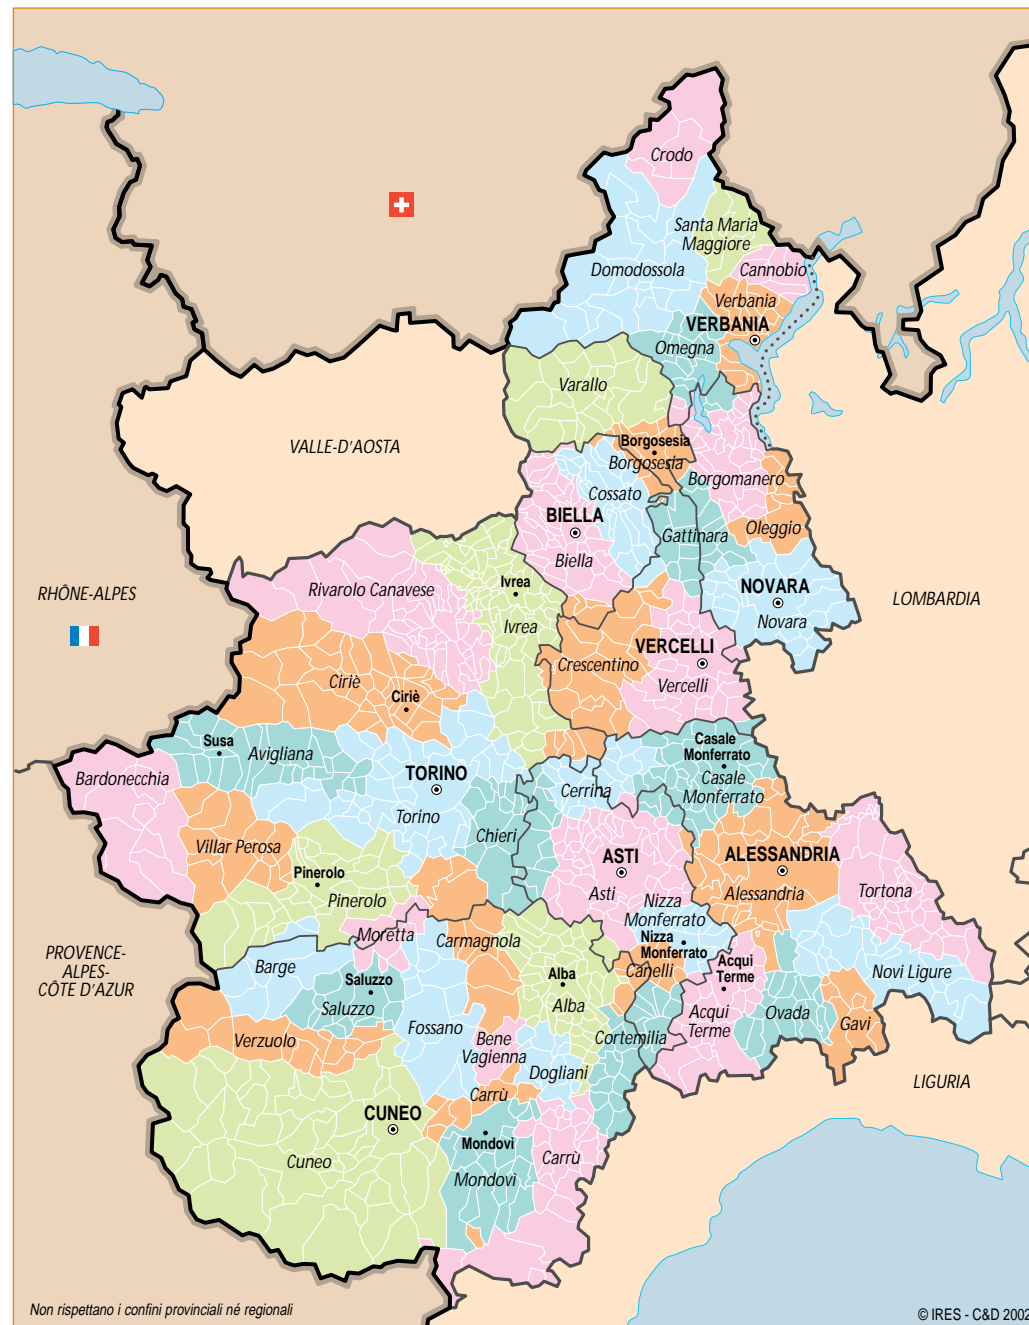 Crodo
Santa Maria
Maggiore
Domodossola
Cannobio
Verbania
VERBANIA
Omegna
Varallo
VALLE-D'AOSTA
Borgosesia
Borgosesia
Borgomanero
Cossato
BIELLA
Oleggio
Gattinara
Biella
RHÔNE-ALPES
Ivrea
Rivarolo Canavese
NOVARA
LOMBARDIA
Ivrea
Novara
VERCELLI
Crescentino
Ciriè
Vercelli
Ciriè
Susa
Avigliana
Casale
Monferrato
Bardonecchia
TORINO
Cerrina
Casale
Monferrato
Torino
Chieri
Villar Perosa
ASTI
ALESSANDRIA
Pinerolo
Asti
Alessandria
Tortona
Pinerolo
Nizza
Monferrato
Moretta
Carmagnola
Nizza
Monferrato
PROVENCE-
ALPES-
CÔTE D'AZUR
Barge
Saluzzo
Alba
Canelli
Acqui
Terme
Novi Ligure
Saluzzo
Alba
Acqui
Terme
Ovada
Gavi
Fossano
Verzuolo
Bene
Vagienna
Cortemilia
Dogliani
LIGURIA
Carrù
CUNEO
Mondovì
Cuneo
Carrù
Mondovì
Non rispettano i confini provinciali né regionali
© IRES - C&D 2002